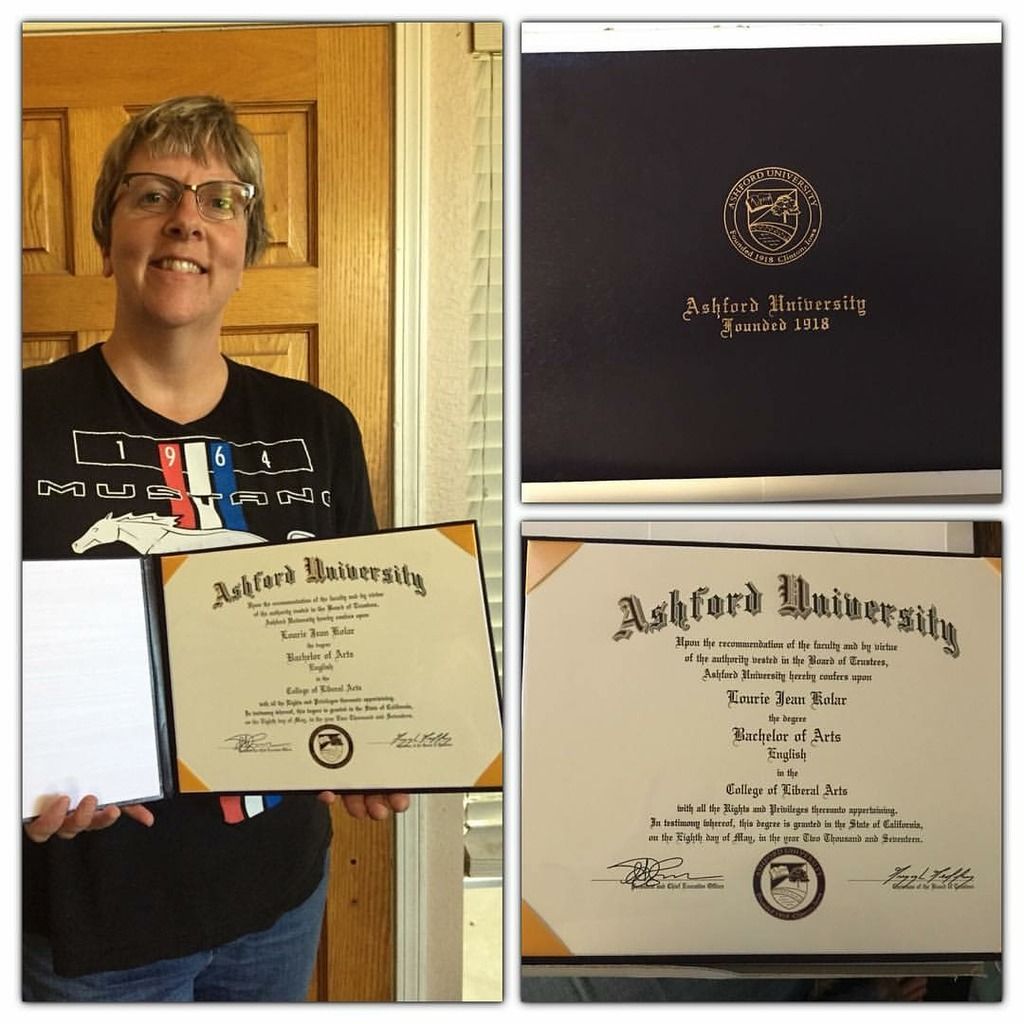 1964
MUSTANG
Ashford University
Upon the recommendation of the faculty and by virtue
of the authority vested in the Board of Trustees,
Ashford University hereby confers upon
Lourie Jean Kolar
the degree
Bachelor of Arts
English
in the
College of Liberal Arts
with all the Rights and Privileges thereunto appertaining.
In testimony whereof, this degree is granted in the State of California,
on the Eighth day of May, in the year Two Thousand and Seventeen.
ASHFORD UNIVERSITY
Founded 1918 Clinton, Iowa
Ashford University
Founded 1918
Ashford University
Upon the recommendation of the faculty and by virtue
of the authority vested in the Board of Trustees,
Ashford University hereby confers upon
Lourie Jean Kolar
the degree
Bachelor of Arts
English
in the
College of Liberal Arts
with all the Rights and Privileges thereunto appertaining.
In testimony whereof, this degree is granted in the State of California,
on the Eighth day of May, in the year Two Thousand and Seventeen.
President and Chief Executive Officer
ASHFORD UNIVERSITY
Founded 1918 Clinton, Iowa